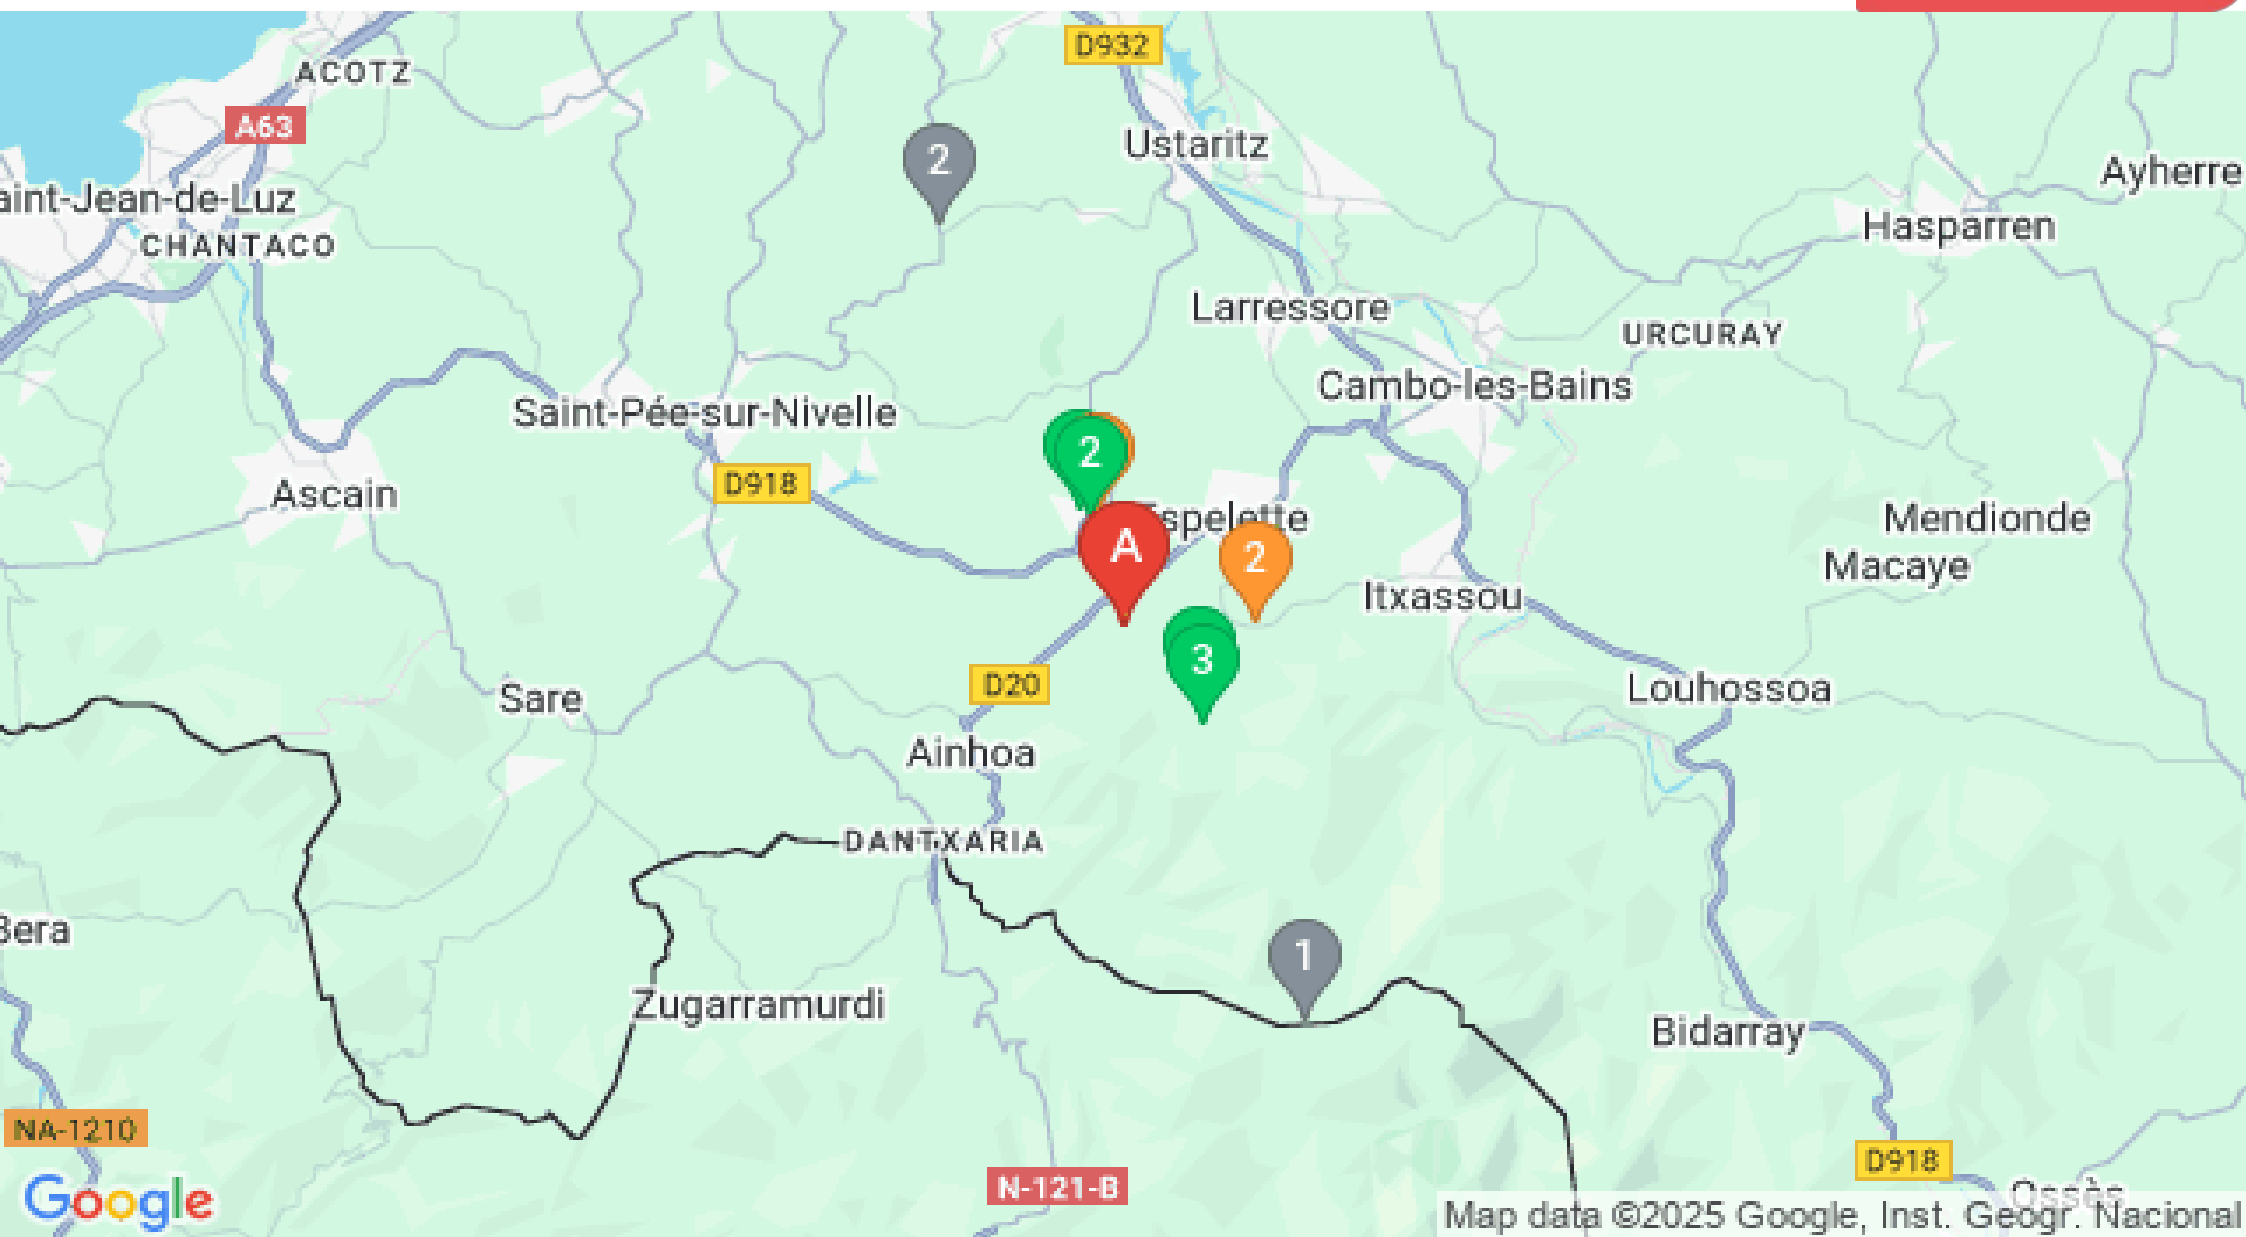 D932
ACOTZ
A63
2
Ustaritz
Ayherre
aint-Jean-de-Luz
Hasparren
CHANTACO
Larressore
URCURAY
Cambo-les-Bains
Saint-Pée-sur-Nivelle
2
D918
Ascain
Espelette
Mendionde
A
2
Macaye
Itxassou
3
D20
Sare
Louhossoa
Ainhoa
DANTXARIA
Bera
1
Zugarramurdi
Bidarray
NA-1210
D918
N-121-B
Ossès
Google
Map data ©2025 Google, Inst. Geogr. Nacional